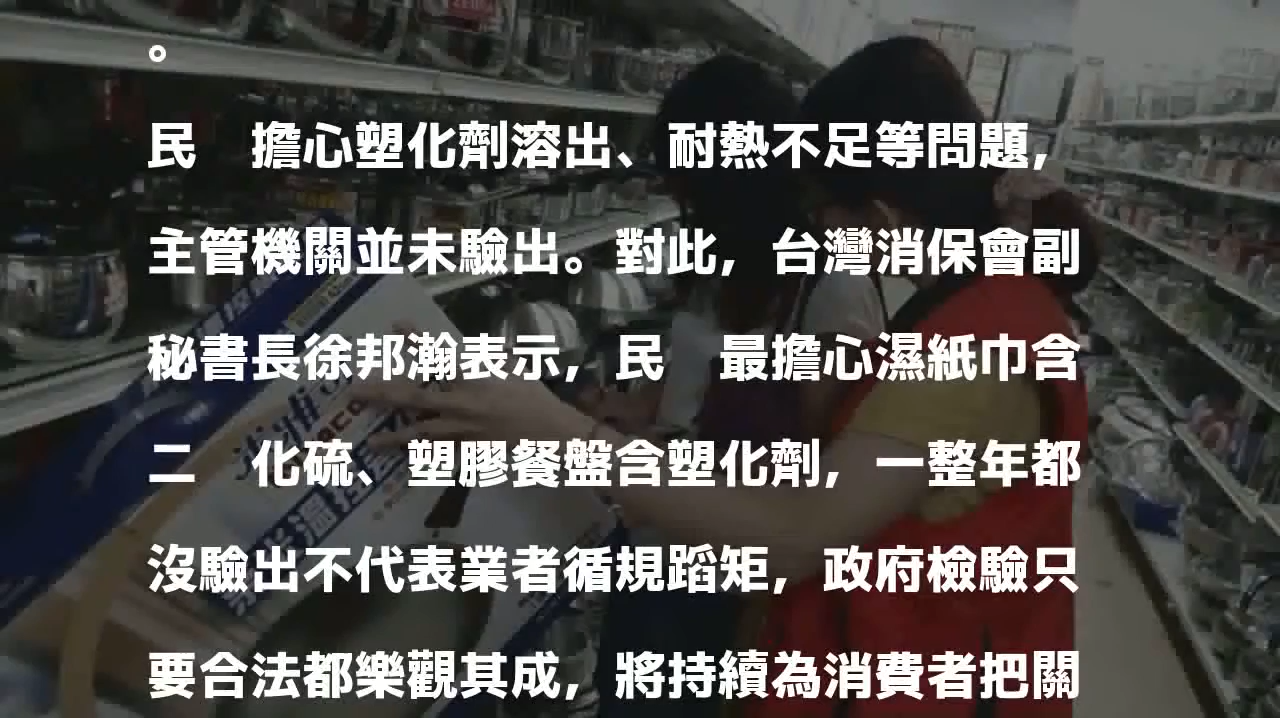 。
民　擔心塑化劑溶出、耐熱不足等問題，
主管機關並未驗出。對此，台灣消保會副
秘書長徐邦瀚表示，民　最擔心濕紙巾含
二　化硫、塑膠餐盤含塑化劑，一整年都
沒驗出不代表業者循規蹈矩，政府檢驗只
要合法都樂觀其成，將持續為消費者把關